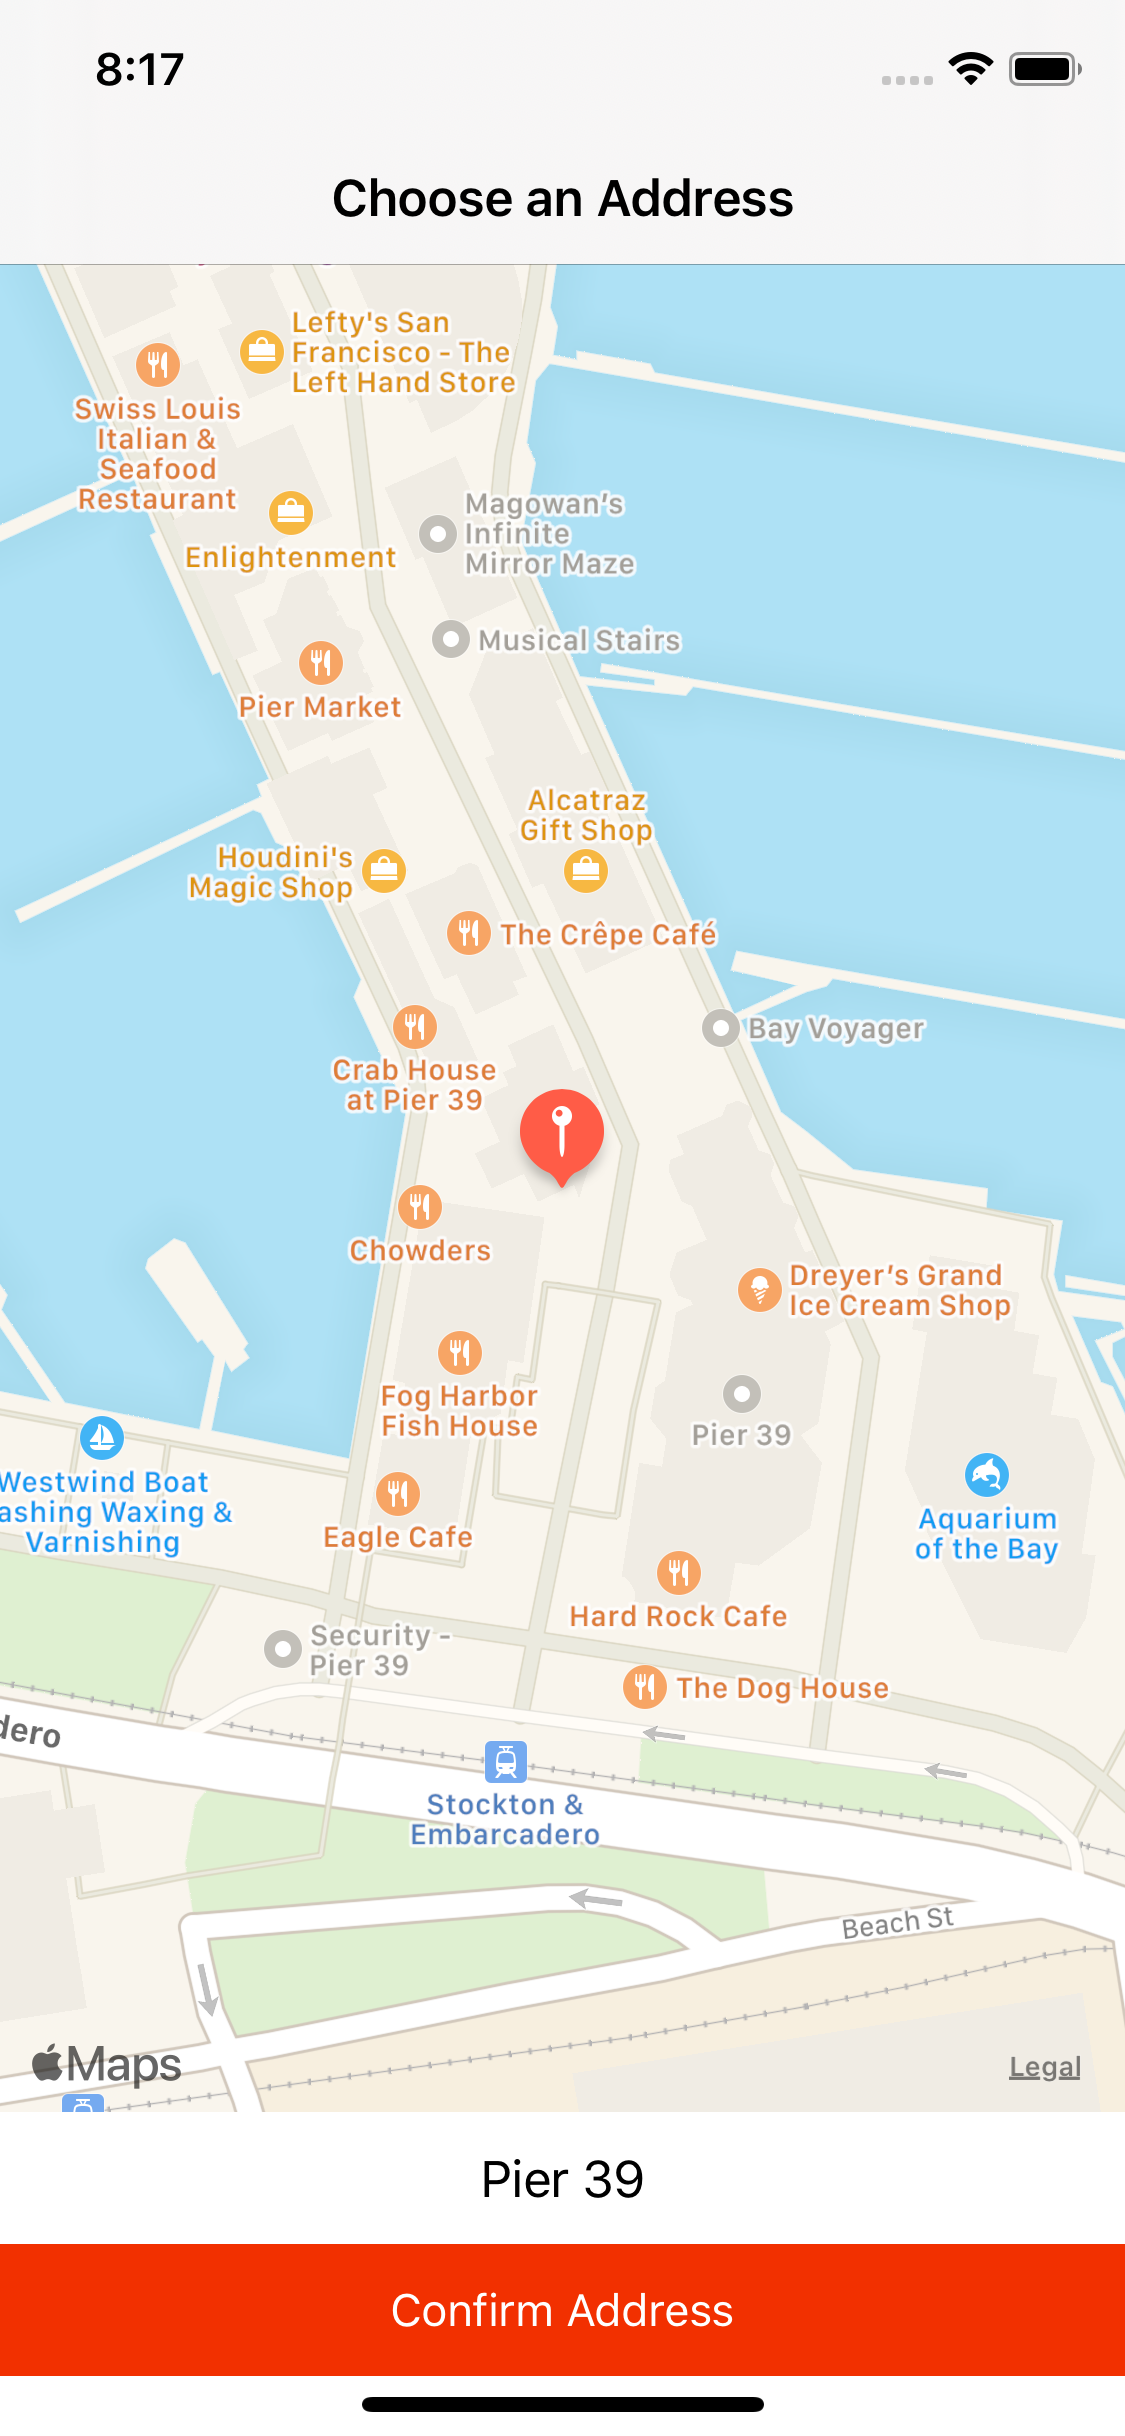 8:17
Choose an Address
Lefty's San
Francisco - The
Left Hand Store
Swiss Louis
Italian &
Seafood
Restaurant
Enlightenment
Magowan’s
Infinite
Mirror Maze
Musical Stairs
Pier Market
Alcatraz
Gift Shop
Houdini's
Magic Shop
The Crêpe Café
Bay Voyager
Crab House
at Pier 39
Chowders
Dreyer’s Grand
Ice Cream Shop
Fog Harbor
Fish House
Pier 39
Westwind Boat
ashing Waxing &
Varnishing
Aquarium
of the Bay
Eagle Cafe
Hard Rock Cafe
Security -
Pier 39
The Dog House
dero
Stockton &
Embarcadero
Beach St
Maps
Legal
Pier 39
Confirm Address